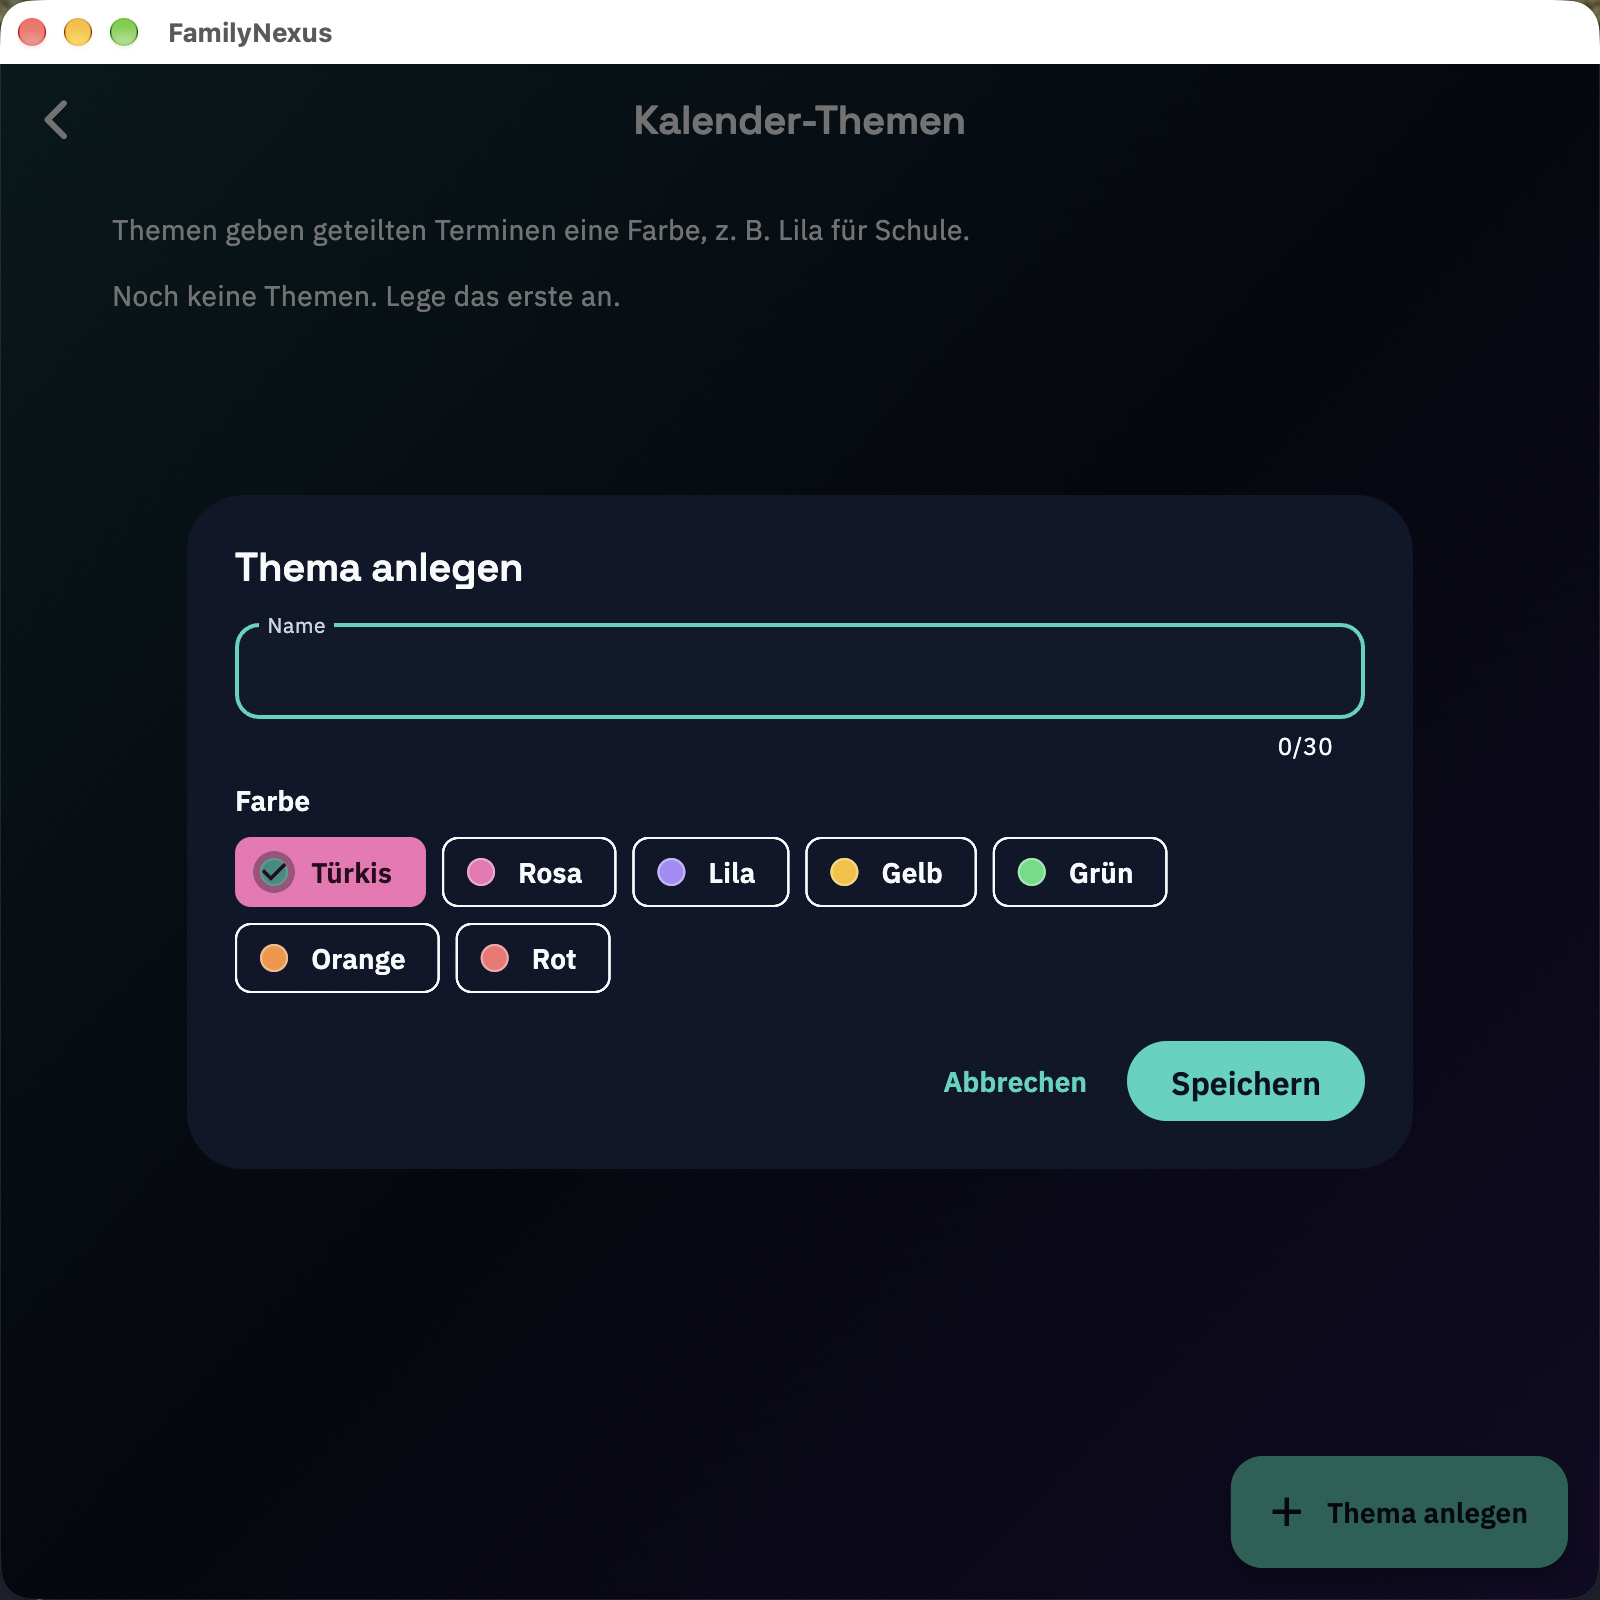 FamilyNexus
Kalender-Themen
Themen geben geteilten Terminen eine Farbe, z. B. Lila für Schule.
Noch keine Themen. Lege das erste an.
Thema anlegen
Name
0/30
Farbe
Türkis
Rosa
Lila
Gelb
Grün
Orange
Rot
Abbrechen
Speichern
Thema anlegen